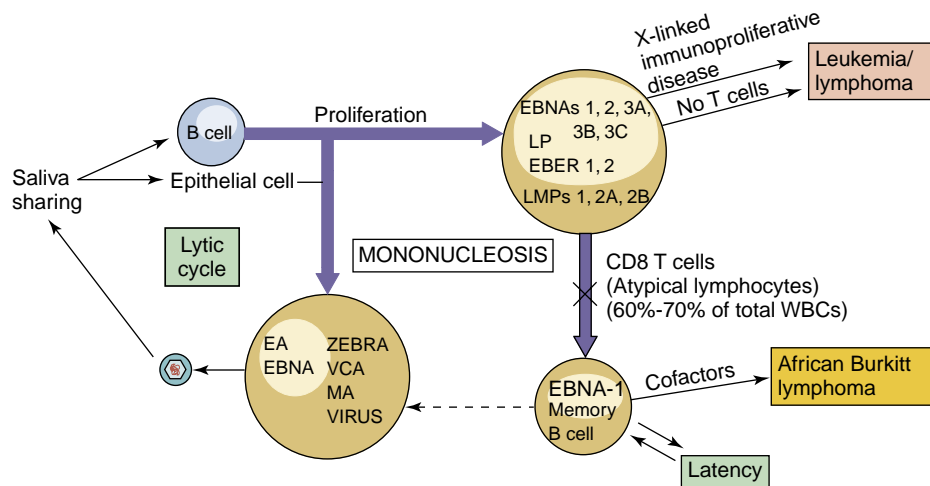 X-linked
immunoproliferative
disease
No T cells
Leukemia/
lymphoma
Proliferation
B cell
EBNAs 1, 2, 3A,
3B, 3C
LP
EBER 1, 2
LMPs 1, 2A, 2B
Saliva
sharing
Epithelial cell
Lytic
cycle
MONONUCLEOSIS
CD8 T cells
(Atypical lymphocytes)
(60%-70% of total WBCs)
EA
EBNA
ZEBRA
VCA
MA
VIRUS
EBNA-1
Memory
B cell
Cofactors
African Burkitt
lymphoma
Latency